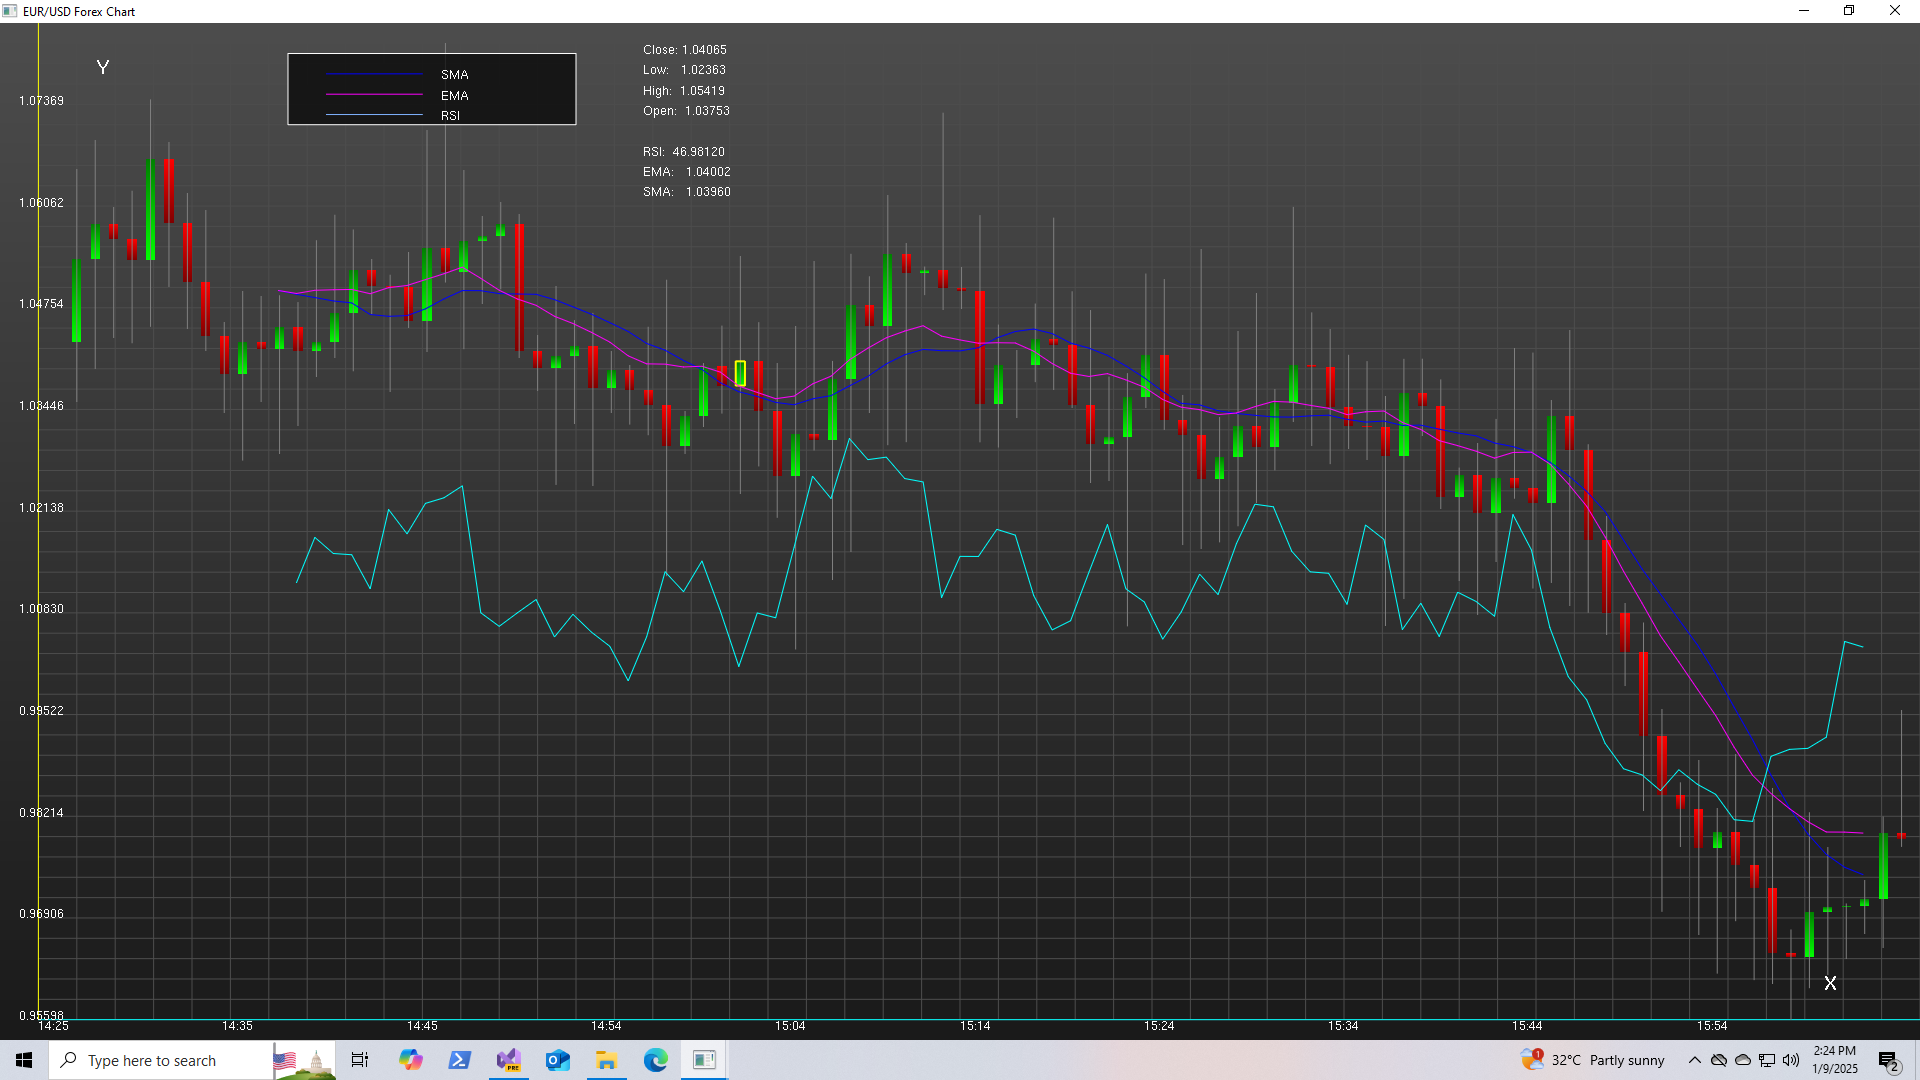 EUR/USD Forex Chart
Y
SMA
EMA
RSI
Close: 1.04065
Low: 1.02363
High: 1.05419
Open: 1.03753
RSI: 46.98120
EMA: 1.04002
SMA: 1.03960
1.07369
1.06062
1.04754
1.03446
1.02138
1.00830
0.99522
0.98214
0.96906
0.95598
X
14:25 14:35 14:45 14:54 15:04 15:14 15:24 15:34 15:44 15:54
Type here to search
PRE
1
32°C Partly sunny
2:24 PM
1/9/2025
2